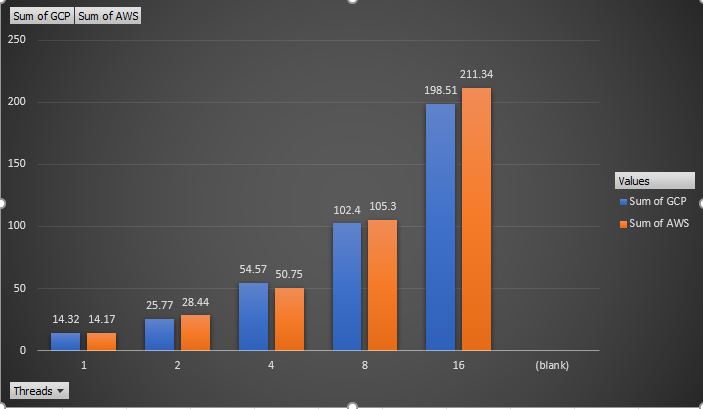 Sum of GCP Sum of AWS
250
200
150
100
50
0
14.32 14.17
25.77 28.44
54.57 50.75
102.4 105.3
198.51 211.34
1 2 4 8 16 (blank)
Values
Sum of GCP
Sum of AWS
Threads